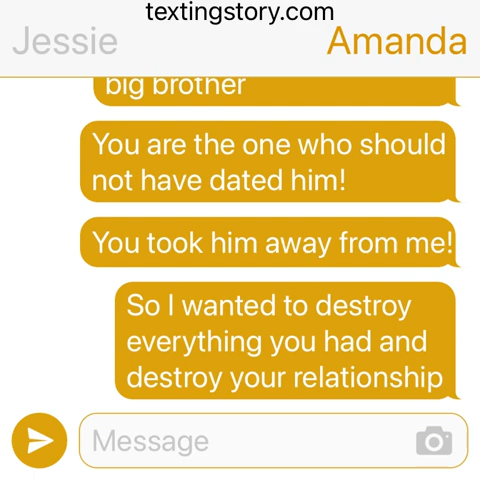 textingstory.com
Jessie Amanda
big brother
You are the one who should
not have dated him!
You took him away from me!
So I wanted to destroy
everything you had and
destroy your relationship
Message